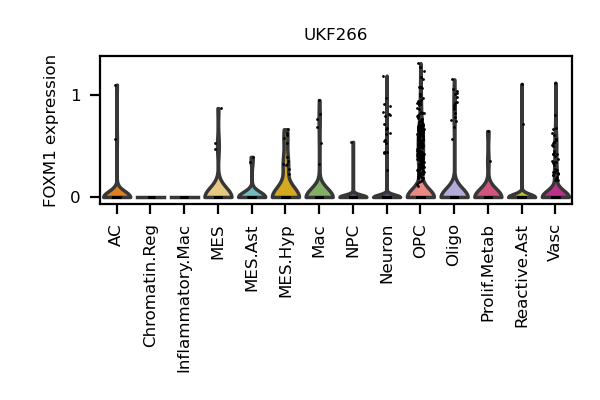 UKF266
FOXM1 expression
1
0
AC
Chromatin.Reg
Inflammatory.Mac
MES
MES.Ast
MES.Hyp
Mac
NPC
Neuron
OPC
Oligo
Prolif.Metab
Reactive.Ast
Vasc